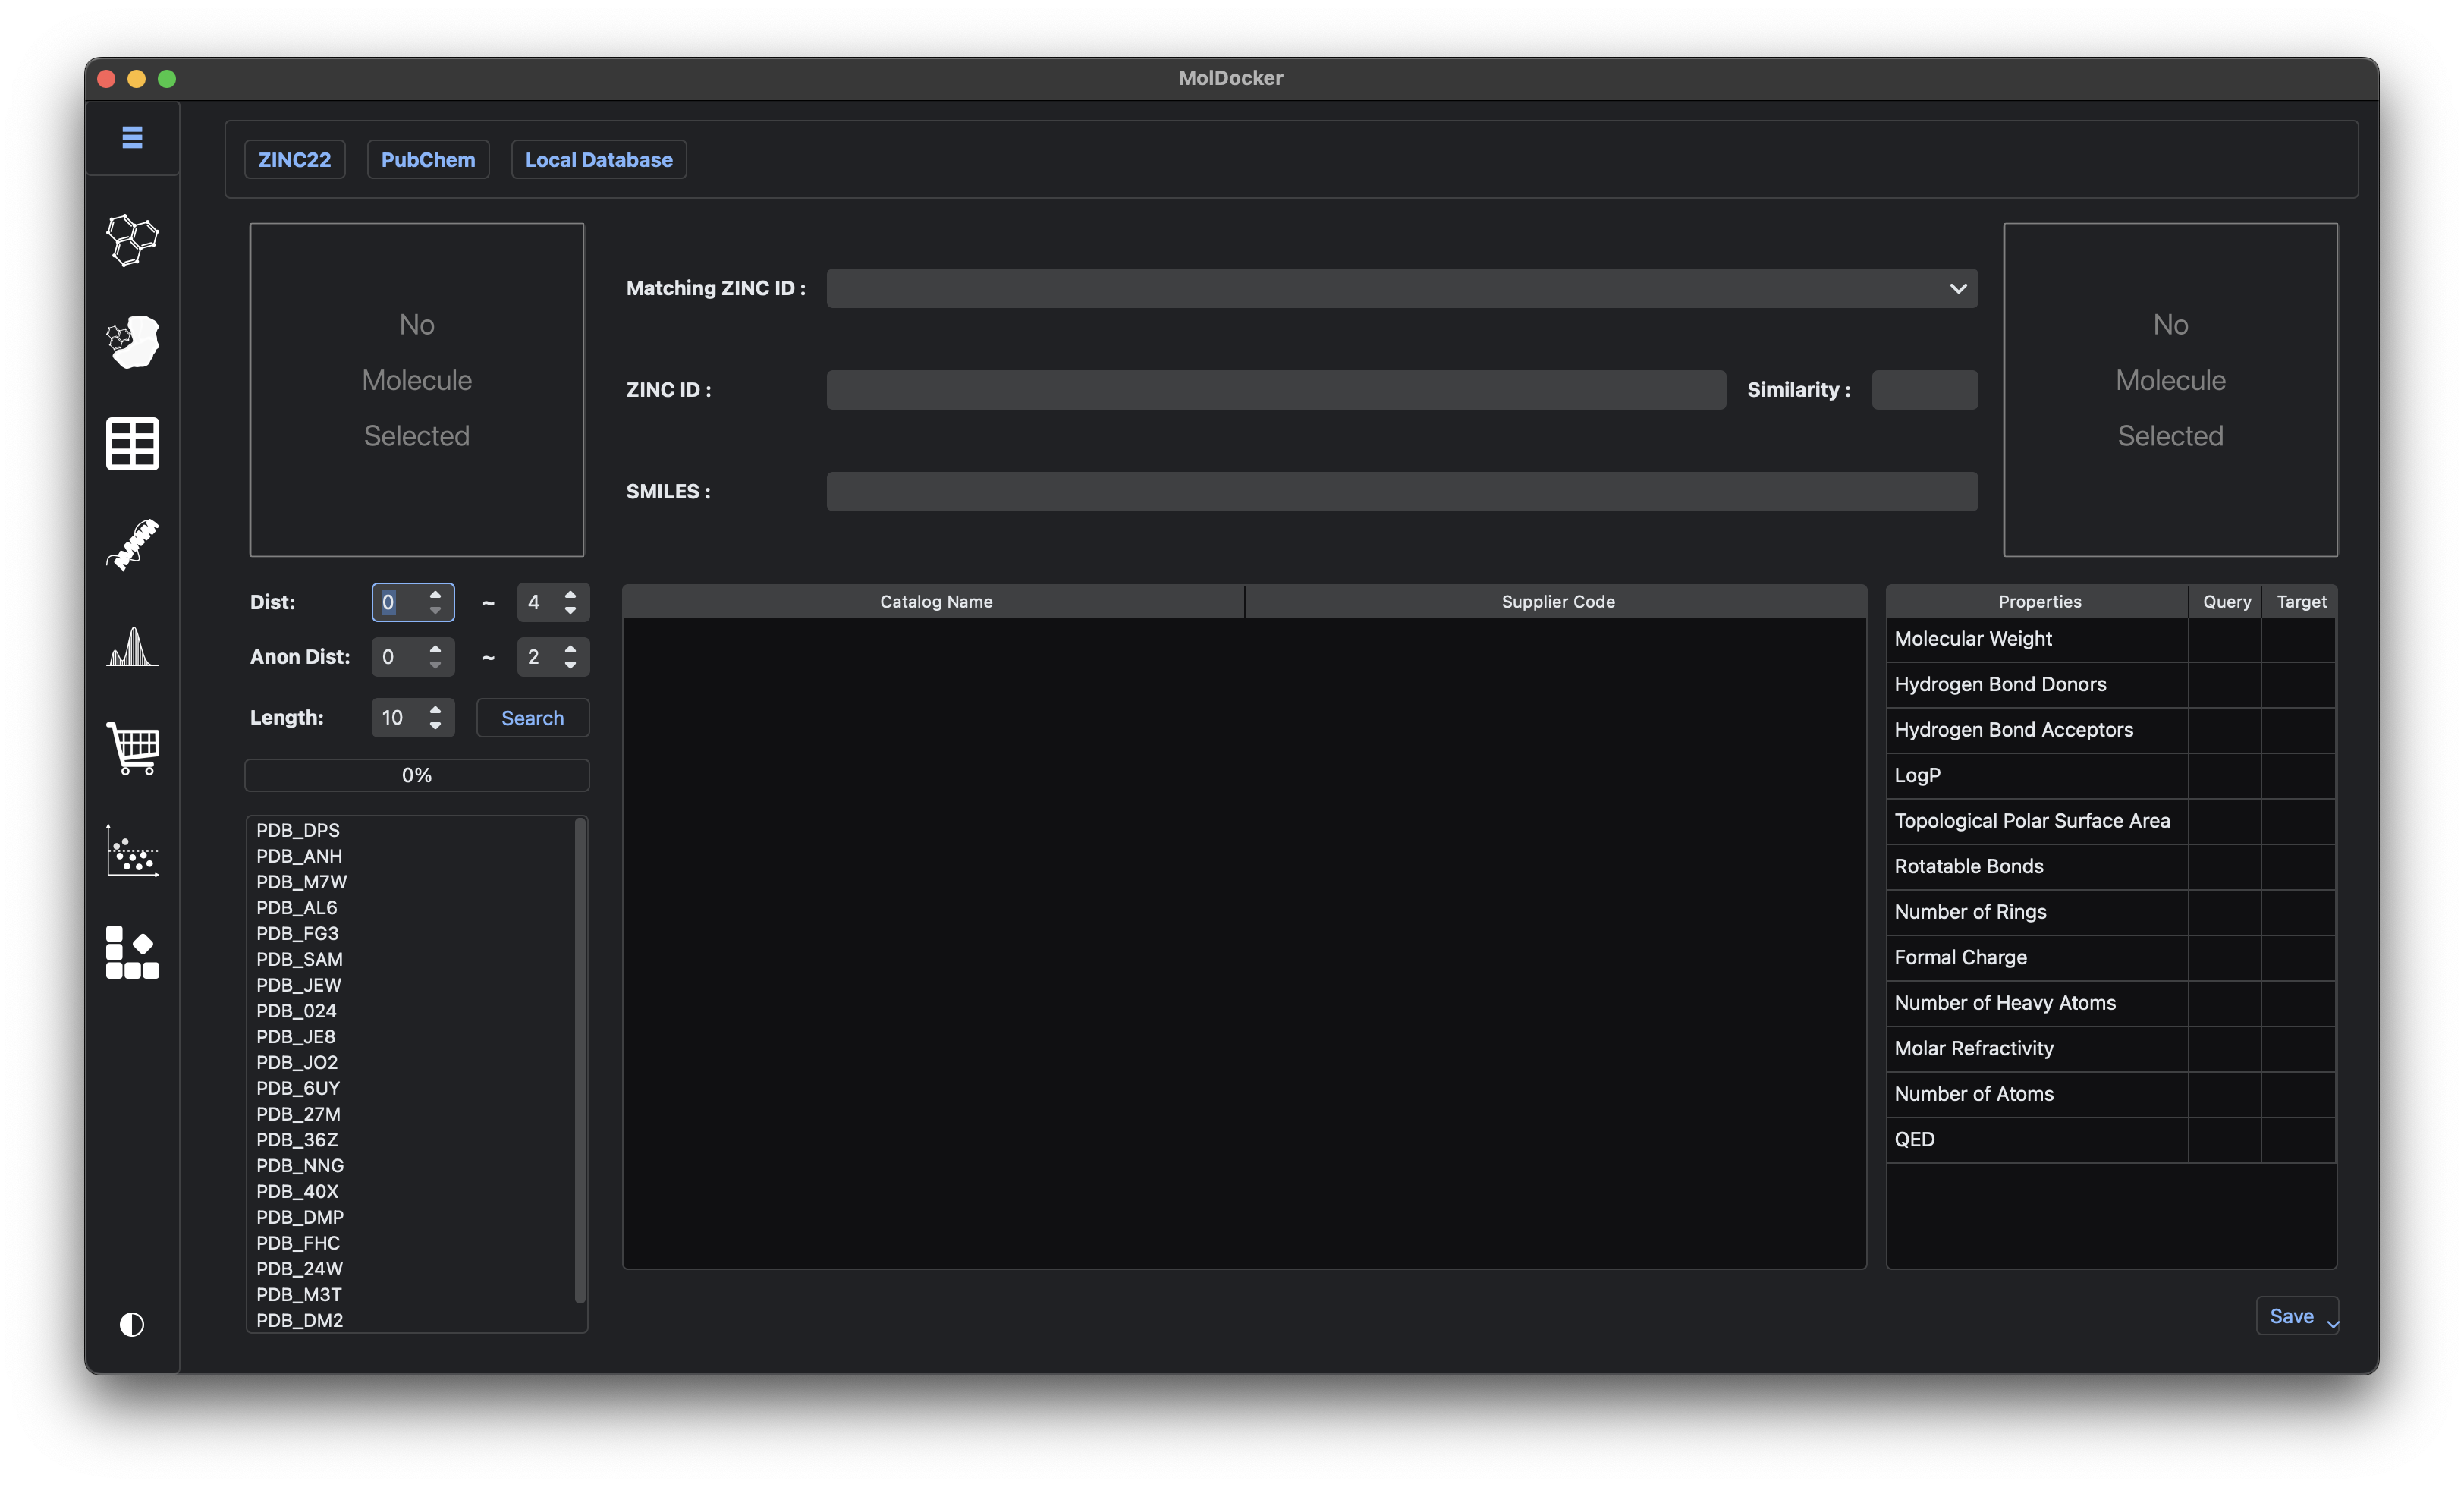 MolDocker
ZINC22 PubChem Local Database
No
Molecule
Selected
Matching ZINC ID :
ZINC ID : Similarity :
SMILES :
No
Molecule
Selected
Dist: 0 ~ 4
Anon Dist: 0 ~ 2
Length: 10 Search
0%
PDB_DPS
PDB_ANH
PDB_M7W
PDB_AL6
PDB_FG3
PDB_SAM
PDB_JEW
PDB_024
PDB_JE8
PDB_JO2
PDB_6UY
PDB_27M
PDB_36Z
PDB_NNG
PDB_40X
PDB_DMP
PDB_FHC
PDB_24W
PDB_M3T
PDB_DM2
Catalog Name Supplier Code
Properties Query Target
Molecular Weight
Hydrogen Bond Donors
Hydrogen Bond Acceptors
LogP
Topological Polar Surface Area
Rotatable Bonds
Number of Rings
Formal Charge
Number of Heavy Atoms
Molar Refractivity
Number of Atoms
QED
Save